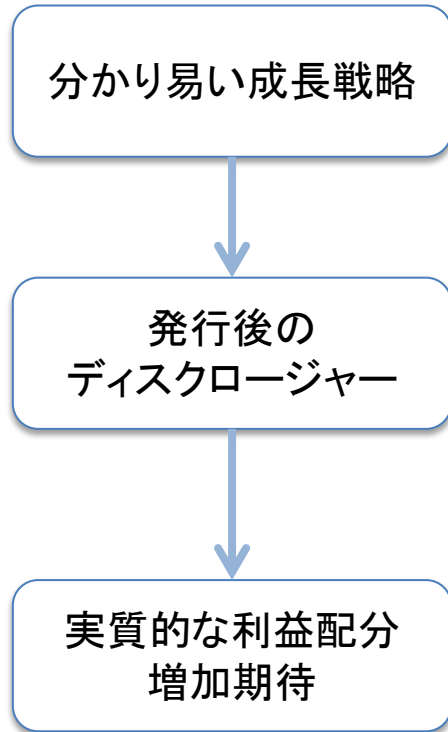 分かり易い成長戦略
発行後の
ディスクロージャー
実質的な利益配分
増加期待